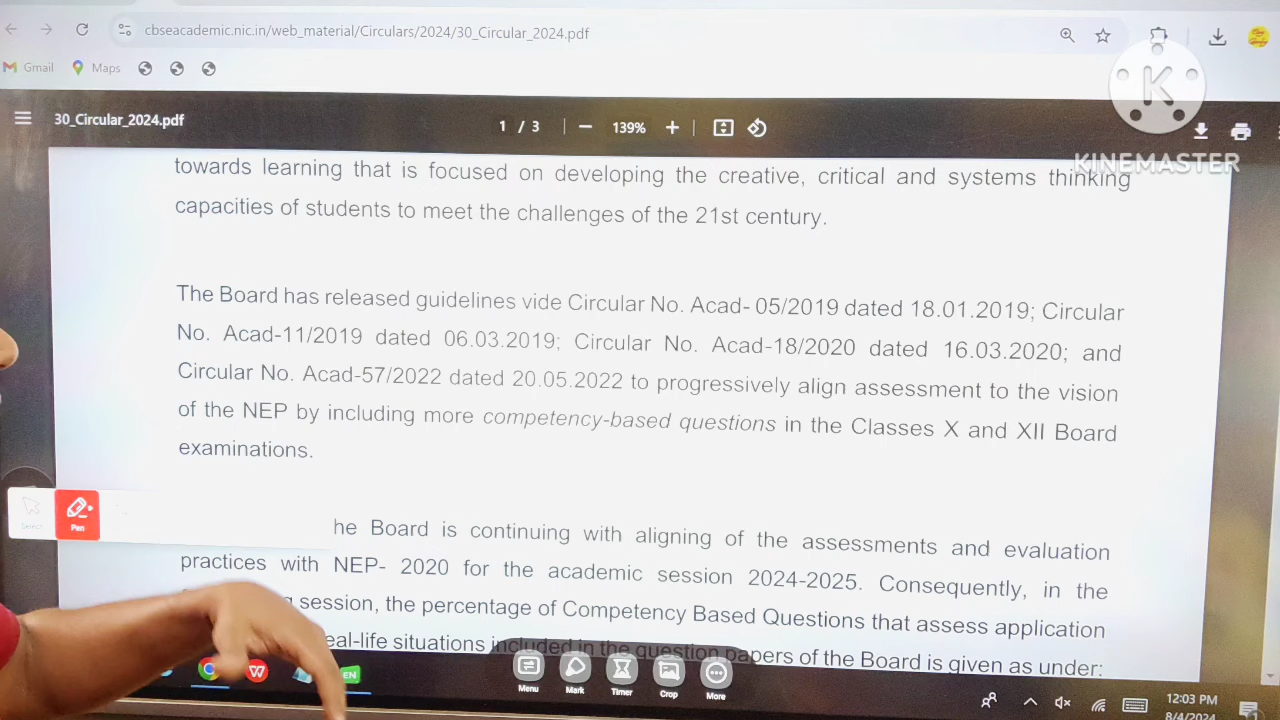 cbseacademic.nic.in/web_material/Circulars/2024/30_Circular_2024.pdf
Gmail Maps
K
KINEMASTER
30_Circular_2024.pdf 1 / 3 139%
towards learning that is focused on developing the creative, critical and systems thinking
capacities of students to meet the challenges of the 21st century.
The Board has released guidelines vide Circular No. Acad- 05/2019 dated 18.01.2019; Circular
No. Acad-11/2019 dated 06.03.2019; Circular No. Acad-18/2020 dated 16.03.2020; and
Circular No. Acad-57/2022 dated 20.05.2022 to progressively align assessment to the vision
of the NEP by including more competency-based questions in the Classes X and XII Board
examinations.
Select Pen
he Board is continuing with aligning of the assessments and evaluation
practices with NEP- 2020 for the academic session 2024-2025. Consequently, in the
session, the percentage of Competency Based Questions that assess application
eal-life situations included in the question papers of the Board is given as under:
EN
Menu Mark Timer Crop More
12:03 PM
8/4/2024